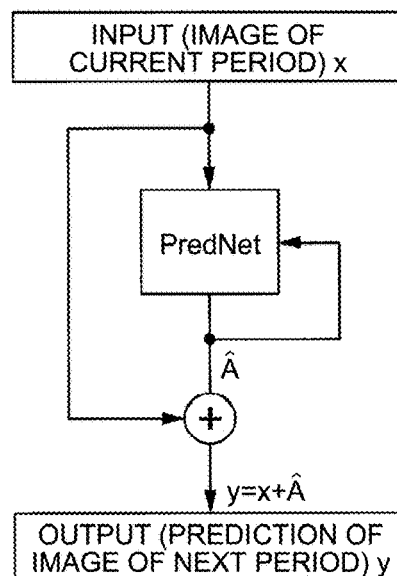 INPUT (IMAGE OF
CURRENT PERIOD) x
PredNet
Â
+
y=x+Â
OUTPUT (PREDICTION OF
IMAGE OF NEXT PERIOD) y